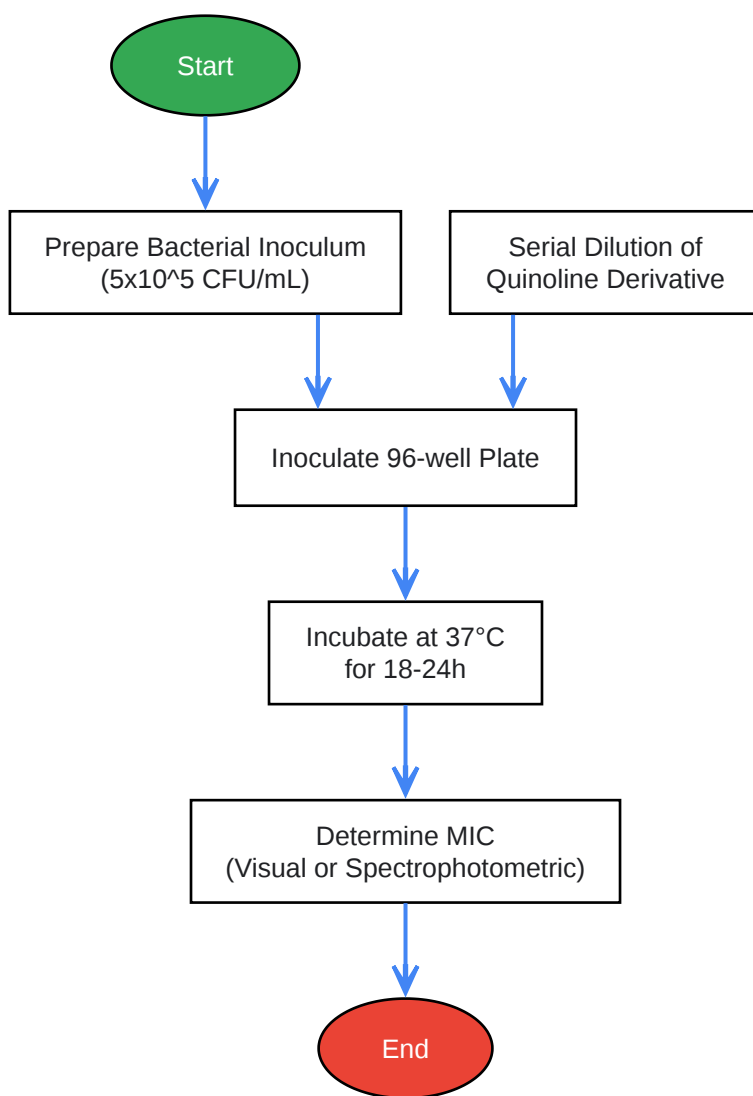 Start
Prepare Bacterial Inoculum
(5x10^5 CFU/mL)
Serial Dilution of
Quinoline Derivative
Inoculate 96-well Plate
Incubate at 37°C
for 18-24h
Determine MIC
(Visual or Spectrophotometric)
End